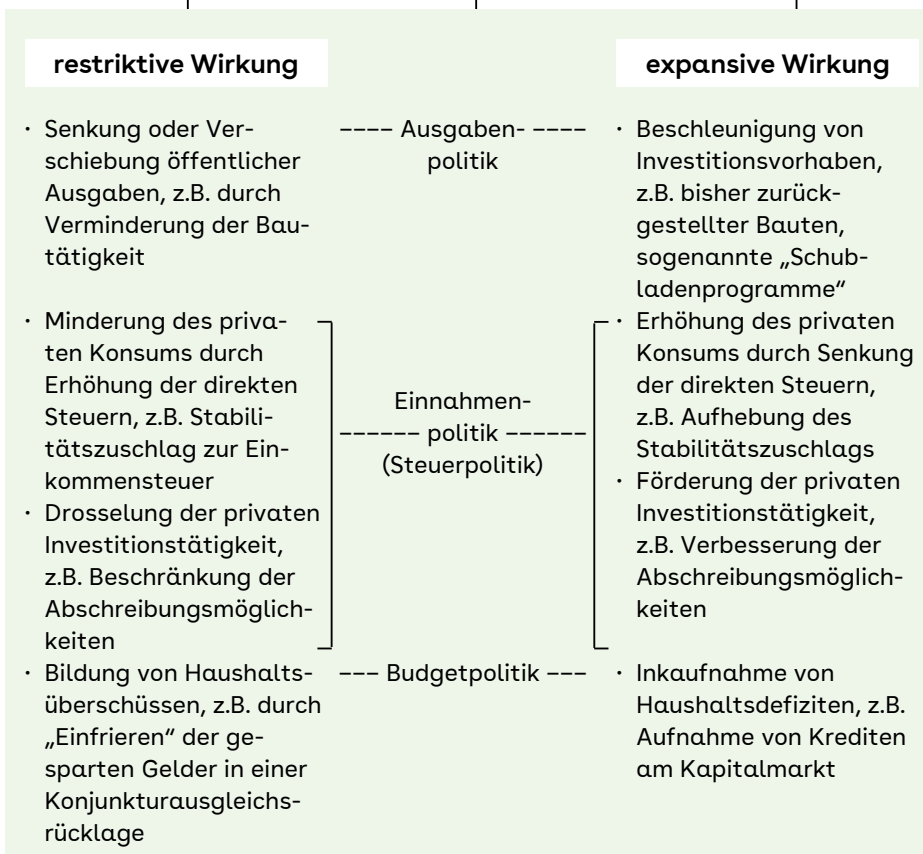 restriktive Wirkung
expansive Wirkung
· Senkung oder Ver-
schiebung öffentlicher
Ausgaben, z.B. durch
Verminderung der Bau-
tätigkeit
---- Ausgaben- ----
politik
· Beschleunigung von
Investitionsvorhaben,
z.B. bisher zurück-
gestellter Bauten,
sogenannte „Schub-
ladenprogramme“
· Minderung des priva-
ten Konsums durch
Erhöhung der direkten
Steuern, z.B. Stabili-
tätszuschlag zur Ein-
kommensteuer
· Drosselung der privaten
Investitionstätigkeit,
z.B. Beschränkung der
Abschreibungsmöglich-
keiten
Einnahmen-
------ politik ------
(Steuerpolitik)
· Erhöhung des privaten
Konsums durch Senkung
der direkten Steuern,
z.B. Aufhebung des
Stabilitätszuschlags
· Förderung der privaten
Investitionstätigkeit,
z.B. Verbesserung der
Abschreibungsmöglich-
keiten
· Bildung von Haushalts-
überschüssen, z.B. durch
„Einfrieren“ der ge-
sparten Gelder in einer
Konjunkturausgleichs-
rücklage
--- Budgetpolitik ---
· Inkaufnahme von
Haushaltsdefiziten, z.B.
Aufnahme von Krediten
am Kapitalmarkt